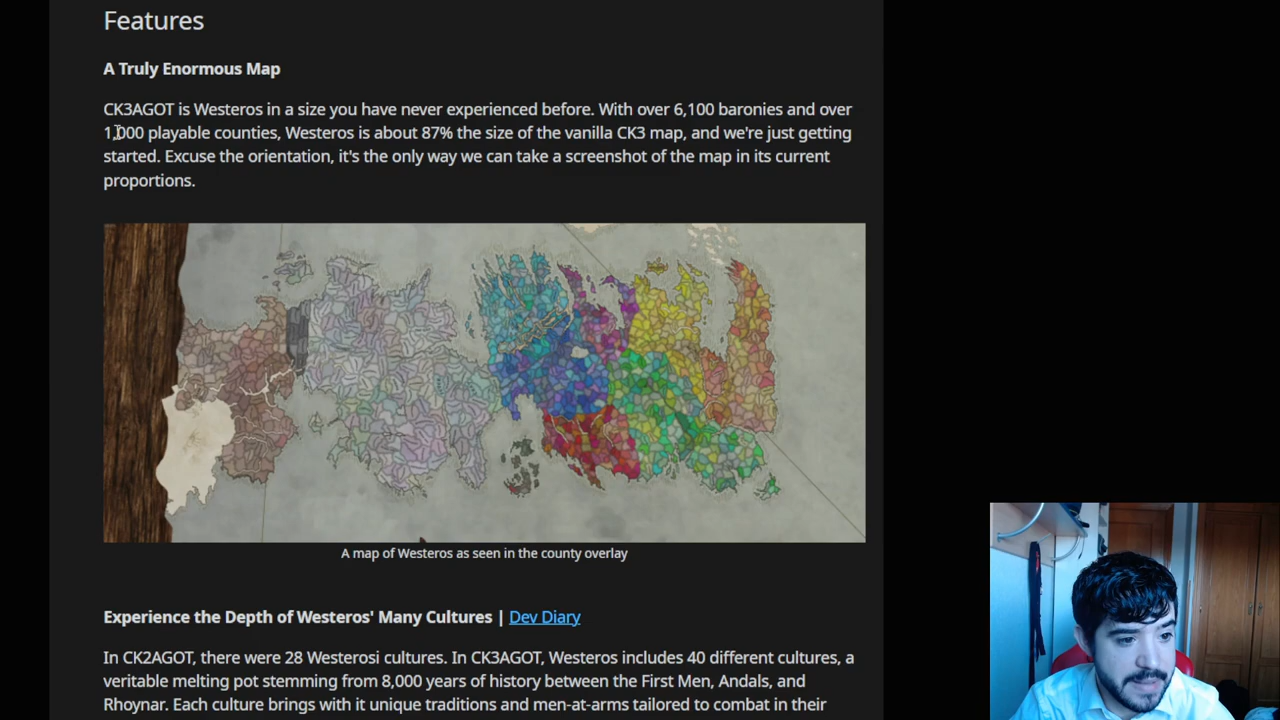 Features
A Truly Enormous Map
CK3AGOT is Westeros in a size you have never experienced before. With over 6,100 baronies and over
1,000 playable counties, Westeros is about 87% the size of the vanilla CK3 map, and we're just getting
started. Excuse the orientation, it's the only way we can take a screenshot of the map in its current
proportions.
A map of Westeros as seen in the county overlay
Experience the Depth of Westeros' Many Cultures | Dev Diary
In CK2AGOT, there were 28 Westerosi cultures. In CK3AGOT, Westeros includes 40 different cultures, a
veritable melting pot stemming from 8,000 years of history between the First Men, Andals, and
Rhoynar. Each culture brings with it unique traditions and men-at-arms tailored to combat in their